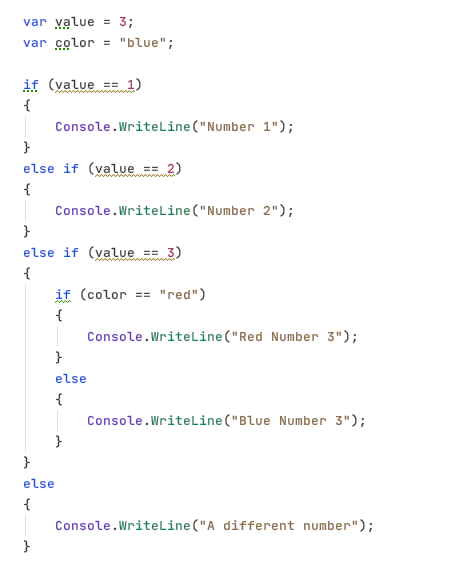 var value = 3;
var color = "blue";

if (value == 1)
{
    Console.WriteLine("Number 1");
}
else if (value == 2)
{
    Console.WriteLine("Number 2");
}
else if (value == 3)
{
    if (color == "red")
    {
        Console.WriteLine("Red Number 3");
    }
    else
    {
        Console.WriteLine("Blue Number 3");
    }
}
else
{
    Console.WriteLine("A different number");
}